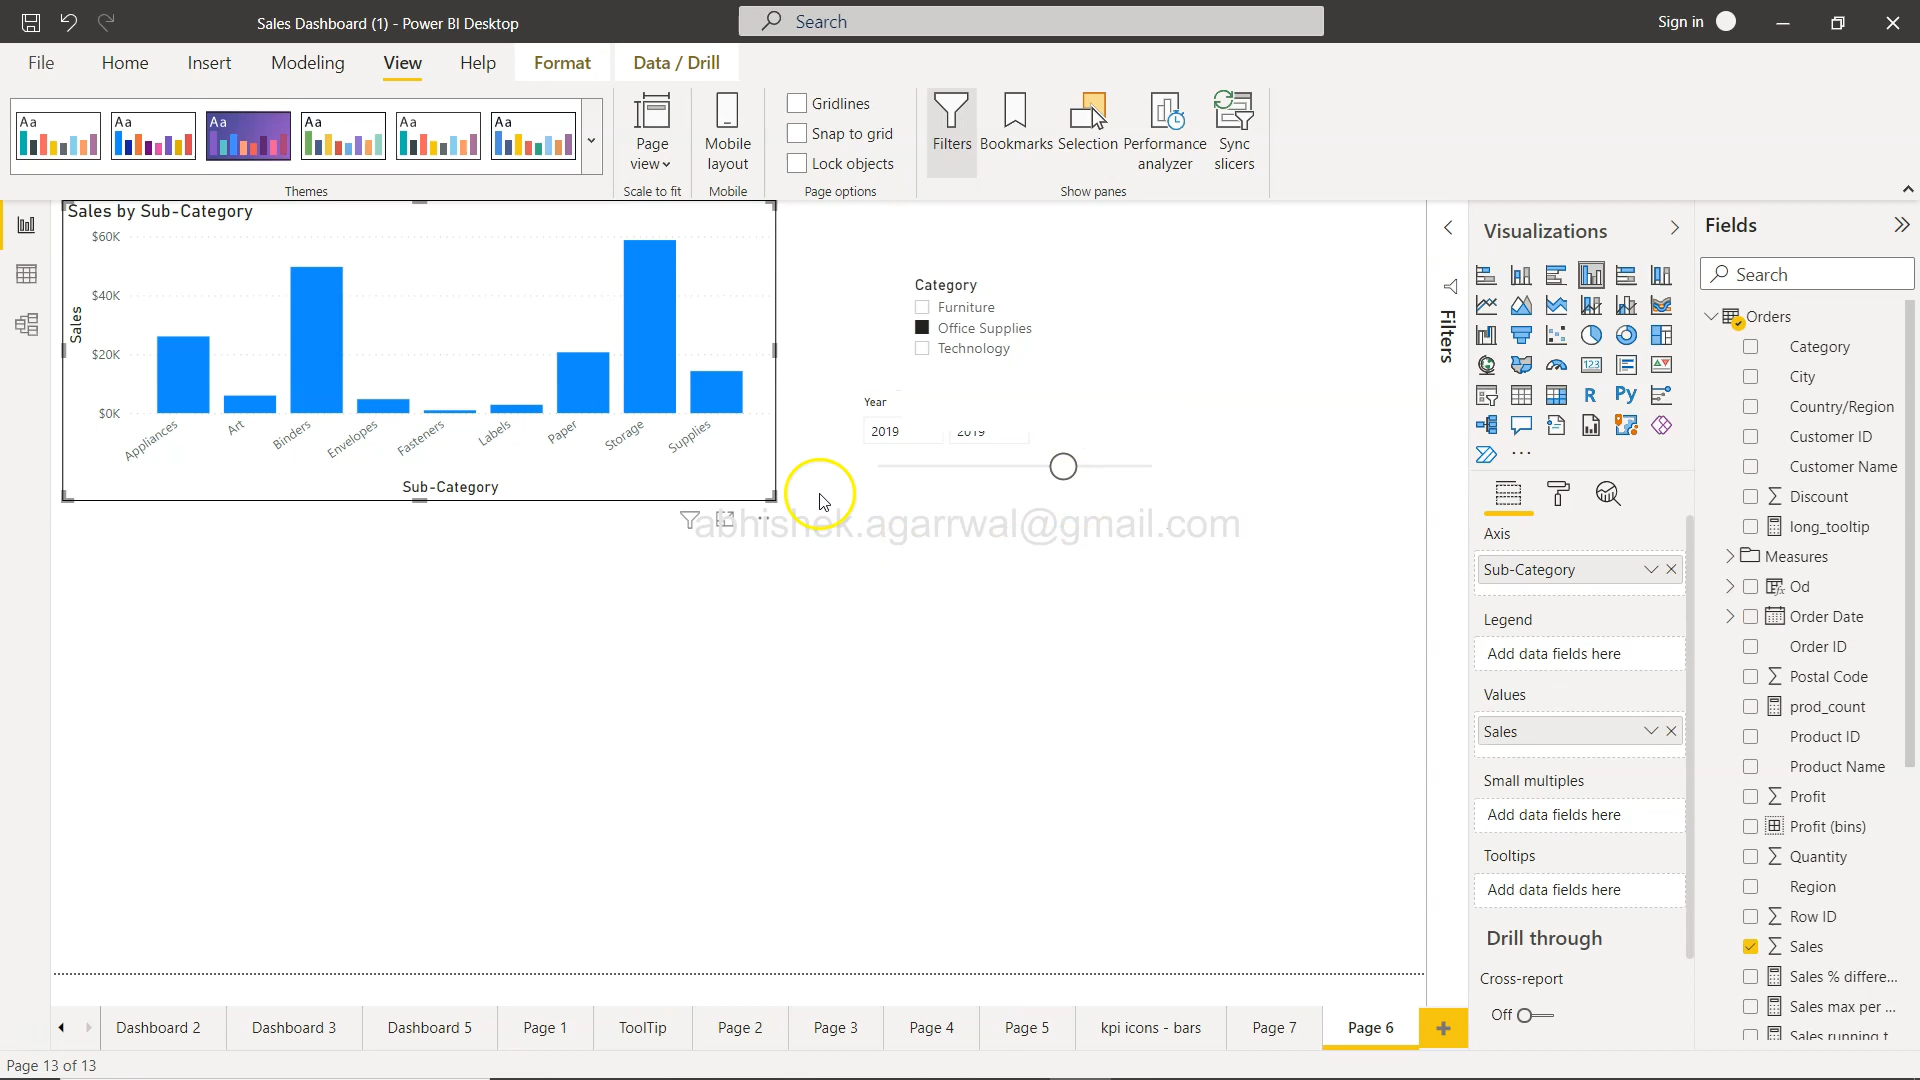 Sales Dashboard (1) - Power BI Desktop
Search
Sign in
File
Home
Insert
Modeling
View
Help
Format
Data / Drill
Aa
Aa
Aa
Aa
Aa
Aa
Themes
Page
view
Scale to fit
Mobile
layout
Mobile
Gridlines
Snap to grid
Lock objects
Page options
Filters
Bookmarks
Selection
Performance
analyzer
Sync
slicers
Show panes
Sales by Sub-Category
$60K
$40K
$20K
$0K
Sales
Appliances
Art
Binders
Envelopes
Fasteners
Labels
Paper
Storage
Supplies
Sub-Category
Category
Furniture
Office Supplies
Technology
Year
2019
2019
abhishek.agarrwal@gmail.com
Filters
Visualizations
123
R
Py
Axis
Sub-Category
Legend
Add data fields here
Values
Sales
Small multiples
Add data fields here
Tooltips
Add data fields here
Drill through
Cross-report
Off
Fields
Search
Orders
Category
City
Country/Region
Customer ID
Customer Name
Discount
long_tooltip
Measures
Od
Order Date
Order ID
Postal Code
prod_count
Product ID
Product Name
Profit
Profit (bins)
Quantity
Region
Row ID
Sales
Sales % differe...
Sales max per ...
Sales running t
Dashboard 2
Dashboard 3
Dashboard 5
Page 1
ToolTip
Page 2
Page 3
Page 4
Page 5
kpi icons - bars
Page 7
Page 6
Page 13 of 13